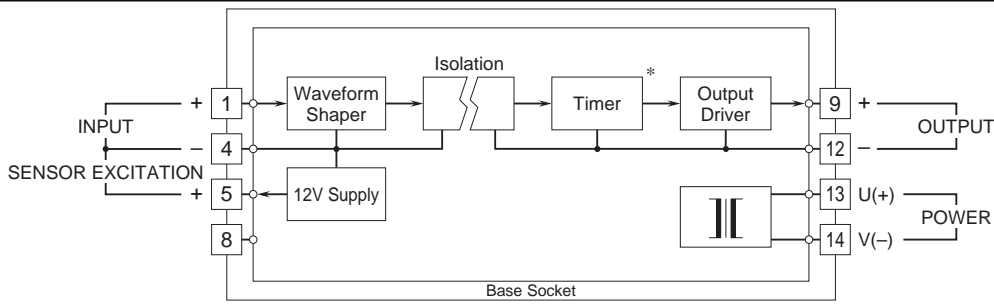 Isolation
*
Waveform
Shaper
Timer
Output
Driver
+ 1
9 +
INPUT
OUTPUT
– 4
12 –
SENSOR EXCITATION
+ 5
12V Supply
13 U(+)
POWER
8
14 V(–)
Base Socket